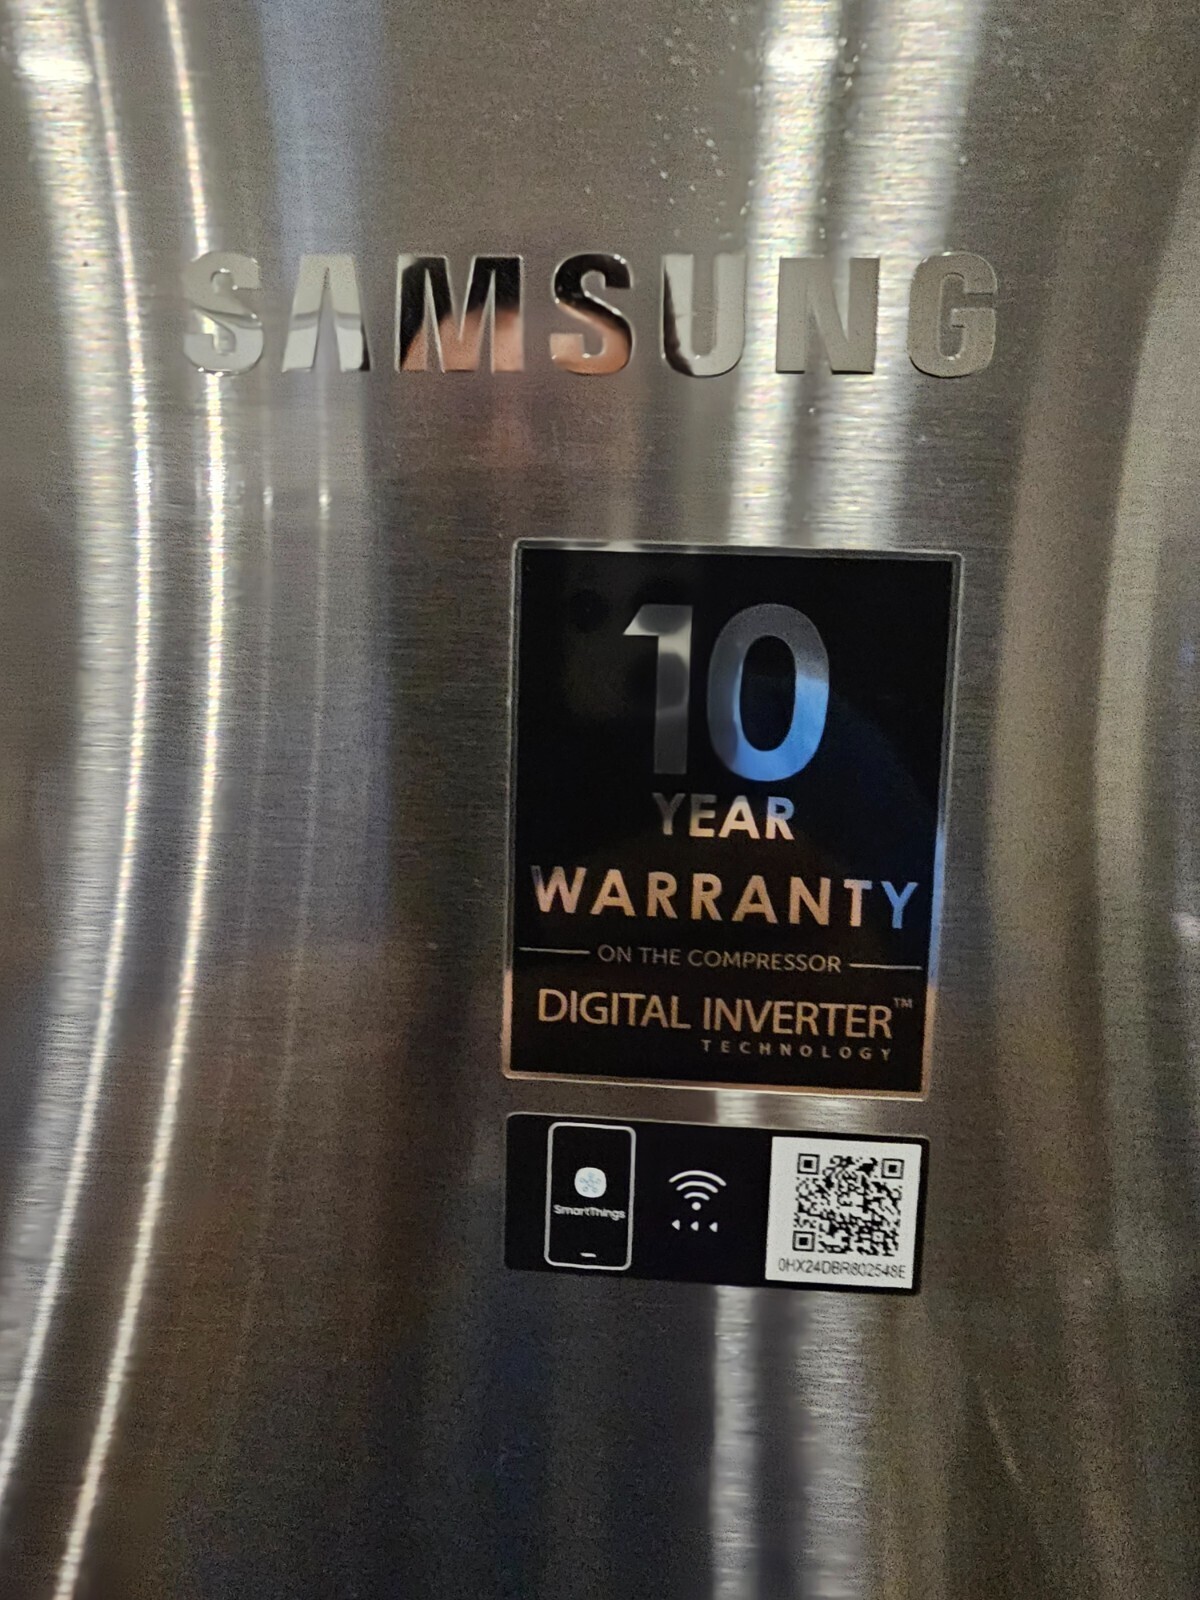 SAMSUNG
10
YEAR
WARRANTY
ON THE COMPRESSOR
DIGITAL INVERTER™
TECHNOLOGY
SmartThings
0HX24DBR802548E